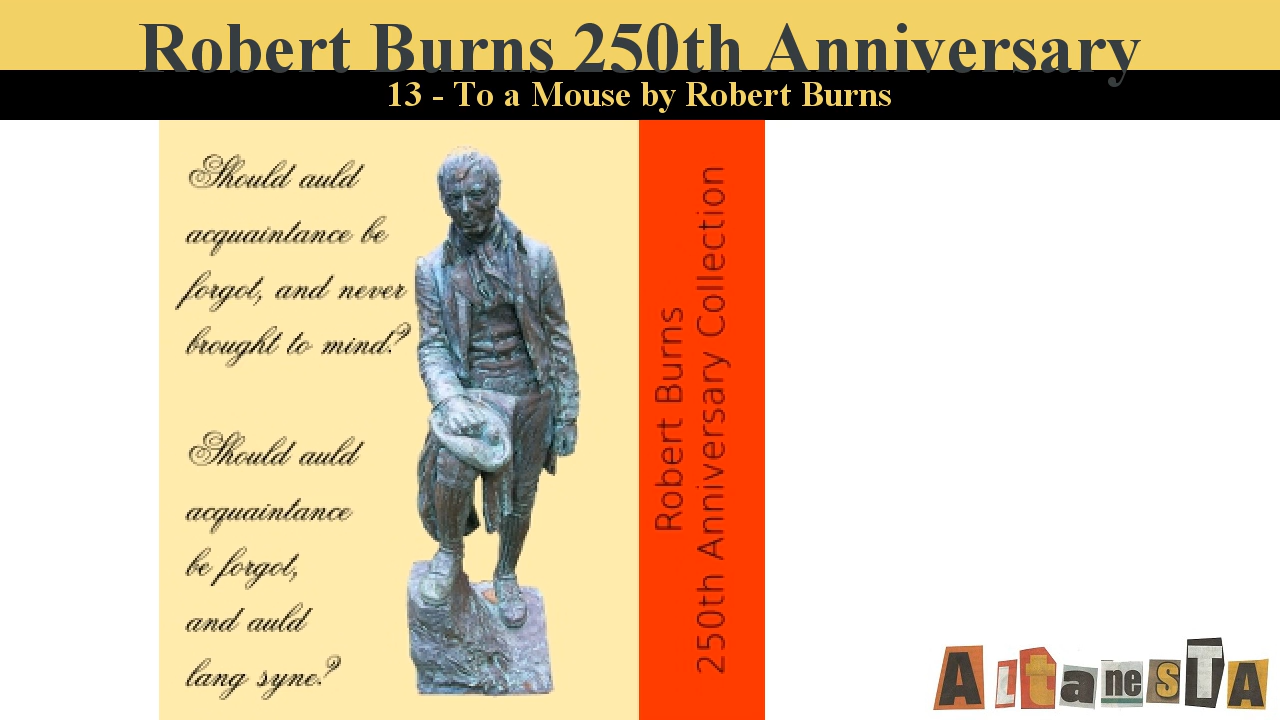 Robert Burns 250th Anniversary
13 - To a Mouse by Robert Burns
Should auld
acquaintance be
forgot, and never
brought to mind?
Should auld
acquaintance
be forgot,
and auld
lang syne?
Robert Burns
250th Anniversary Collection
AltanesTA